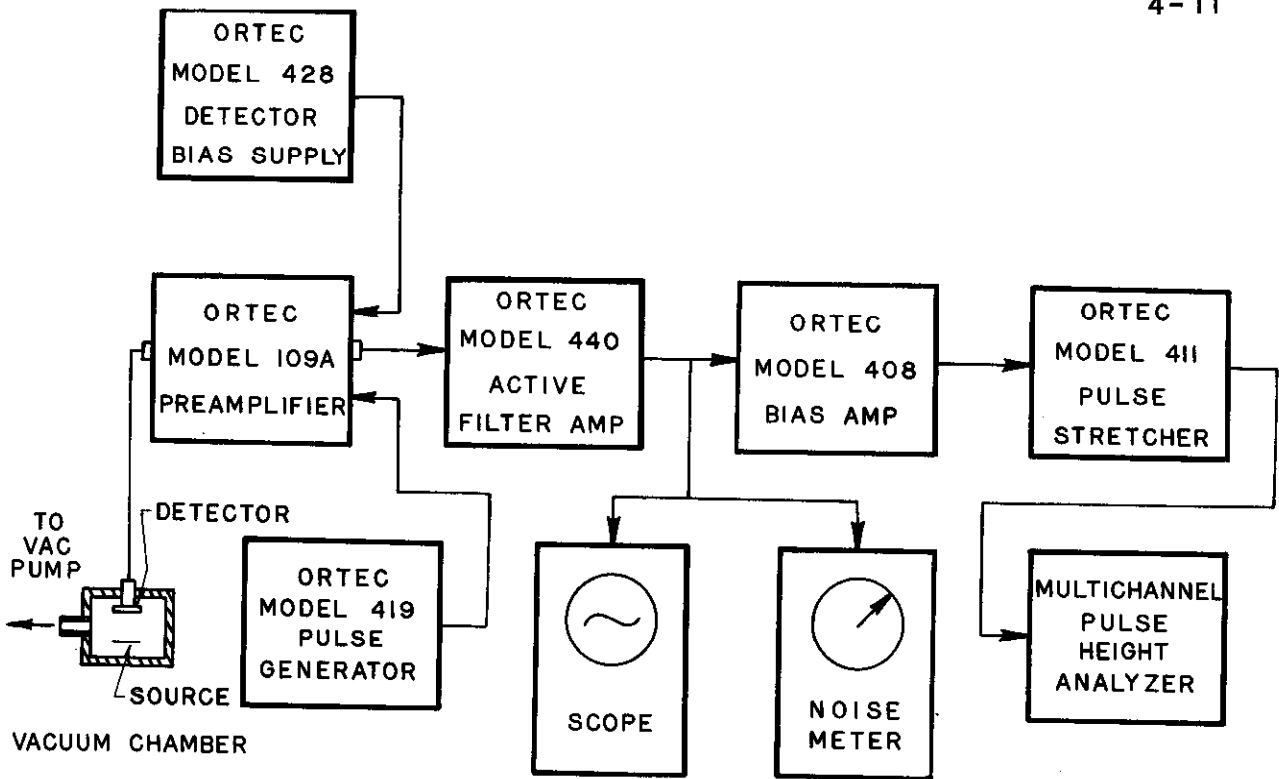 4-11
ORTEC
MODEL 428
DETECTOR
BIAS SUPPLY
ORTEC
MODEL 109A
PREAMPLIFIER
ORTEC
MODEL 440
ACTIVE
FILTER AMP
ORTEC
MODEL 408
BIAS AMP
ORTEC
MODEL 411
PULSE
STRETCHER
TO
VAC
PUMP
DETECTOR
SOURCE
VACUUM CHAMBER
ORTEC
MODEL 419
PULSE
GENERATOR
SCOPE
NOISE
METER
MULTICHANNEL
PULSE
HEIGHT
ANALYZER